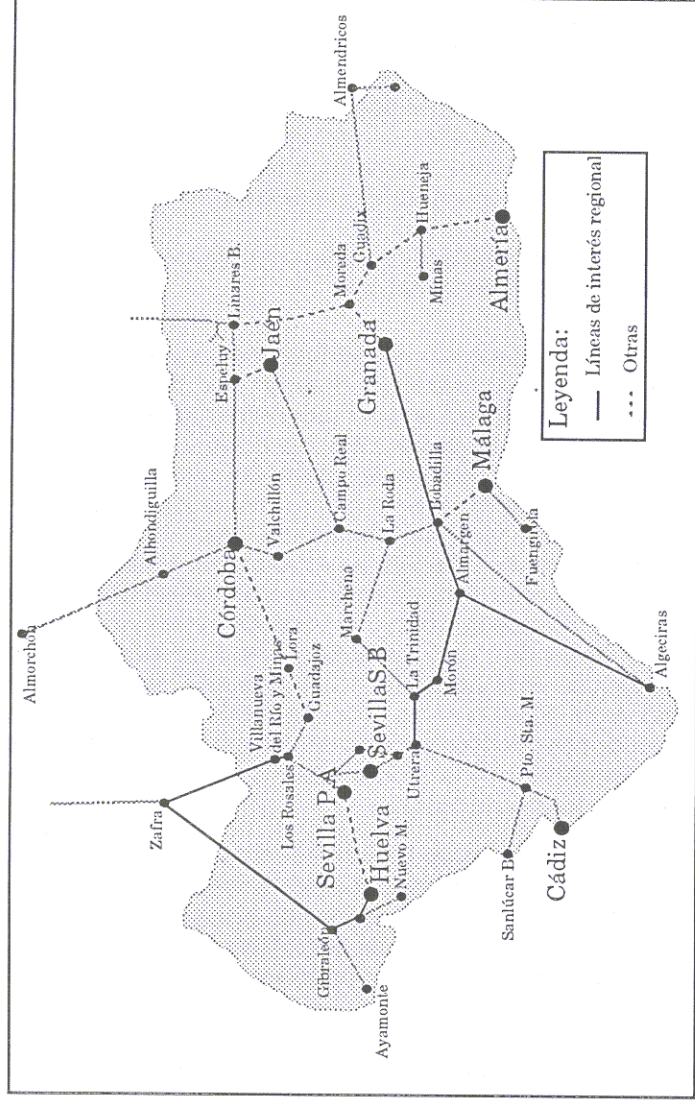 Almorchón
Zafra
Alhondiguilla
Espeluy
Linares B.
Córdoba
Jaén
Villanueva
del Río y Minas
Los Rosales
Lora
Guadajoz
Valchillón
Campo Real
Moreda
Guadix
Almendricos
Sevilla P. A
Sevilla S.B
Marchena
La Roda
Granada
Hueneja
Minas
Gibraleón
Huelva
Nuevo M.
Ayamonte
Utrera
La Trinidad
Morón
Almargen
Bobadilla
Málaga
Almería
Fuengirola
Sanlúcar B
Pto. Sta. M.
Cádiz
Algeciras
Leyenda:
Líneas de interés regional
Otras